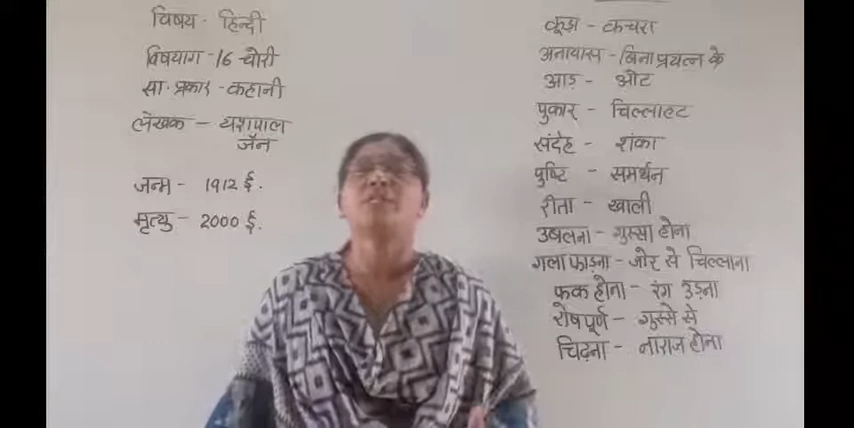 विषय - हिन्दी
विषयांग - 16 चोरी
सा. प्रकार - कहानी
लेखक - यशपाल
जैन
जन्म - 1912 ई.
मृत्यु - 2000 ई.
कूड़ा - कचरा
अनायास - बिना प्रयत्न के
आड़ - ओट
पुकार - चिल्लाहट
संदेह - शंका
पुष्टि - समर्थन
रीता - खाली
उबलना - गुस्सा होना
गला फाड़ना - जोर से चिल्लाना
फक होना - रंग उड़ना
रोषपूर्ण - गुस्से से
चिढ़ना - नाराज होना